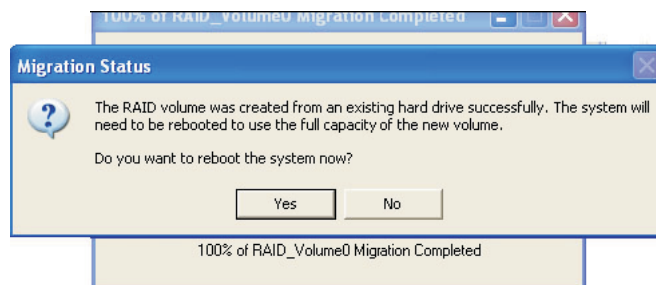 100% of RAID_Volume0 Migration Completed
Migration Status
The RAID volume was created from an existing hard drive successfully. The system will
need to be rebooted to use the full capacity of the new volume.
Do you want to reboot the system now?
Yes
No
100% of RAID_Volume0 Migration Completed